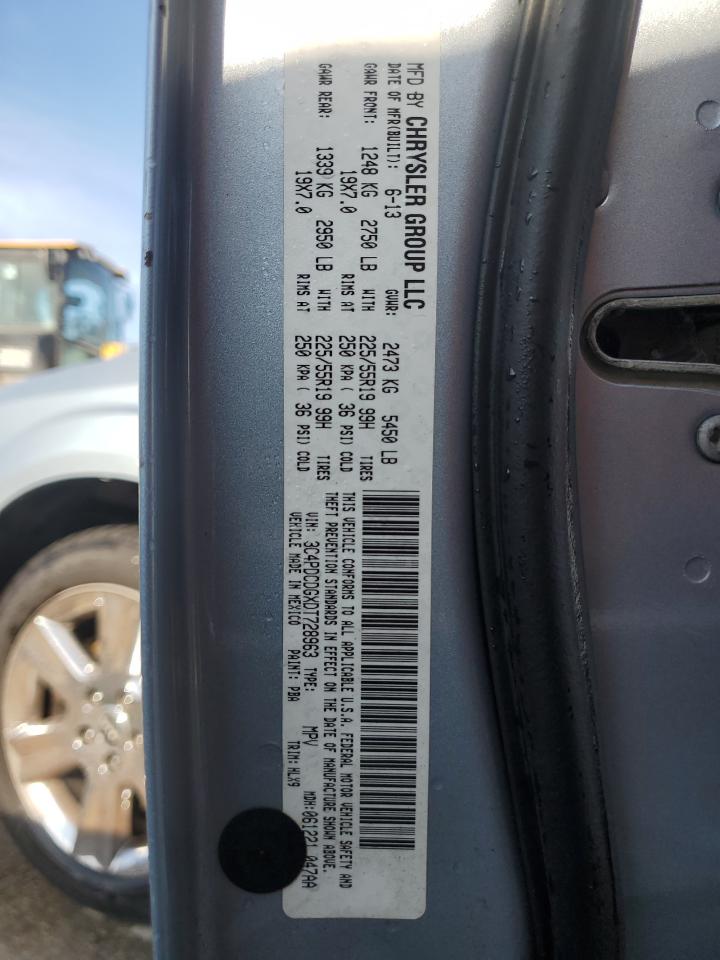 MFD BY CHRYSLER GROUP LLC
DATE OF MFR(BUILT): 6-13 GVWR: 2473 KG 5450 LB
GAWR FRONT: 1248 KG 2750 LB WITH 225/55R19 99H TIRES
19X7.0 RIMS AT 250 KPA ( 36 PSI) COLD
GAWR REAR: 1339 KG 2950 LB WITH 225/55R19 99H TIRES
19X7.0 RIMS AT 250 KPA ( 36 PSI) COLD
THIS VEHICLE CONFORMS TO ALL APPLICABLE U.S.A. FEDERAL MOTOR VEHICLE SAFETY AND
THEFT PREVENTION STANDARDS IN EFFECT ON THE DATE OF MANUFACTURE SHOWN ABOVE.
VIN: 3C4PDCDGXDT728963 TYPE: MPV MDH:061221 047AA
VEHICLE MADE IN MEXICO PAINT: PBA TRIM: HLX9